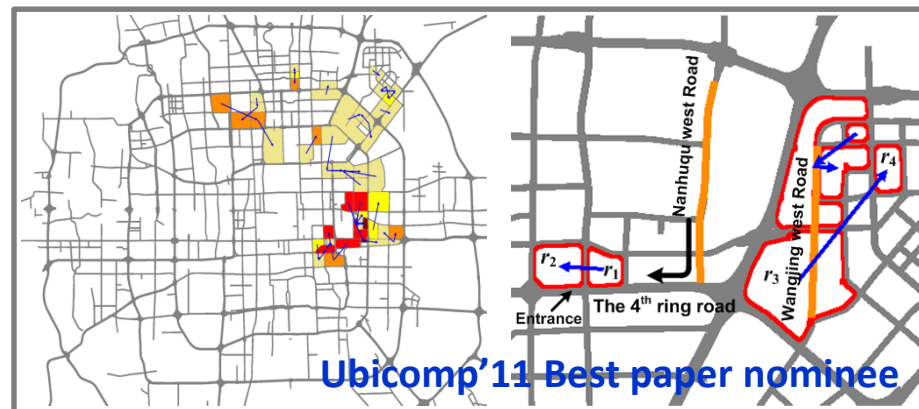 Nanhuqu west Road
Wangjing west Road
r4
r2
r1
r3
Entrance
The 4th ring road
Ubicomp'11 Best paper nominee